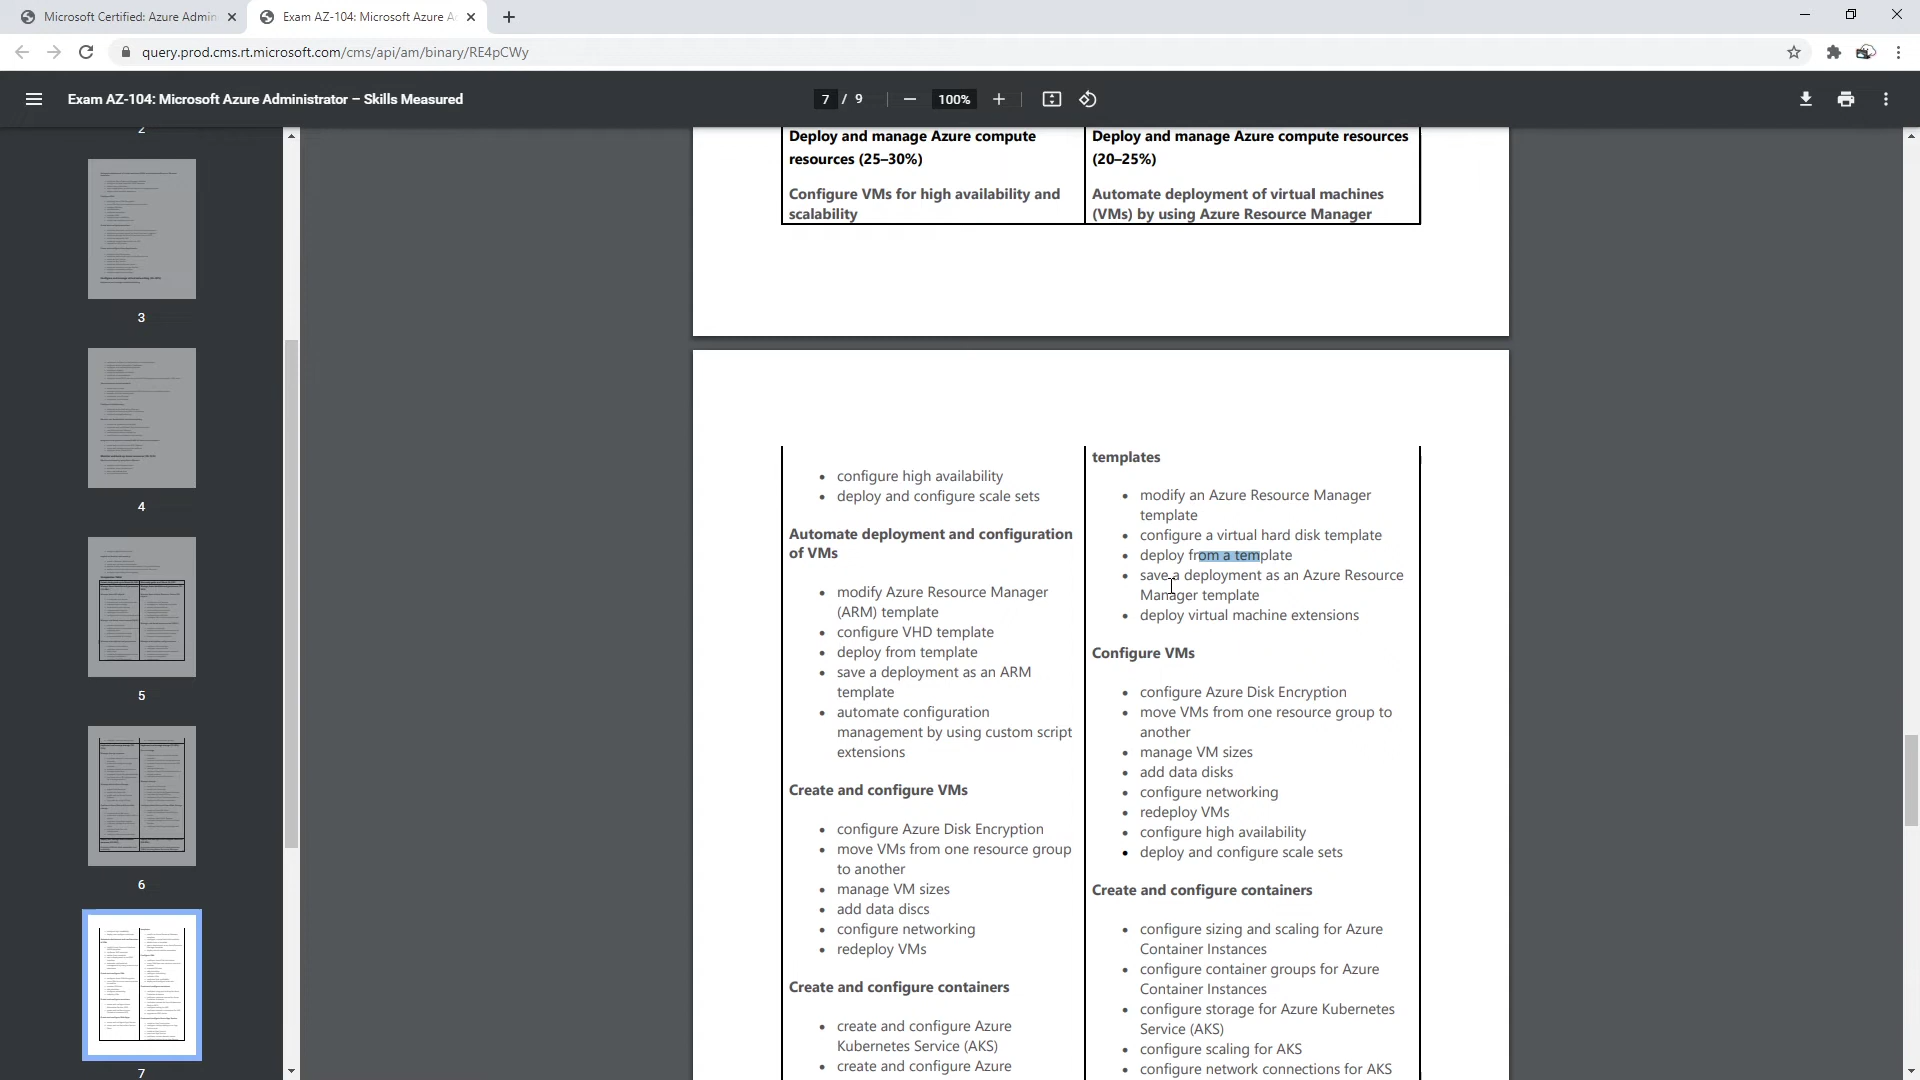 Microsoft Certified: Azure Admin
Exam AZ-104: Microsoft Azure A
query.prod.cms.rt.microsoft.com/cms/api/am/binary/RE4pCWy
Exam AZ-104: Microsoft Azure Administrator – Skills Measured
7 / 9
100%
2
3
4
5
6
7
Deploy and manage Azure compute
resources (25–30%)
Configure VMs for high availability and
scalability
Deploy and manage Azure compute resources
(20–25%)
Automate deployment of virtual machines
(VMs) by using Azure Resource Manager
• configure high availability
• deploy and configure scale sets
Automate deployment and configuration
of VMs
• modify Azure Resource Manager
(ARM) template
• configure VHD template
• deploy from template
• save a deployment as an ARM
template
• automate configuration
management by using custom script
extensions
Create and configure VMs
• configure Azure Disk Encryption
• move VMs from one resource group
to another
• manage VM sizes
• add data discs
• configure networking
• redeploy VMs
Create and configure containers
• create and configure Azure
Kubernetes Service (AKS)
• create and configure Azure
templates
• modify an Azure Resource Manager
template
• configure a virtual hard disk template
• deploy from a template
• save a deployment as an Azure Resource
Manager template
• deploy virtual machine extensions
Configure VMs
• configure Azure Disk Encryption
• move VMs from one resource group to
another
• manage VM sizes
• add data disks
• configure networking
• redeploy VMs
• configure high availability
• deploy and configure scale sets
Create and configure containers
• configure sizing and scaling for Azure
Container Instances
• configure container groups for Azure
Container Instances
• configure storage for Azure Kubernetes
Service (AKS)
• configure scaling for AKS
• configure network connections for AKS